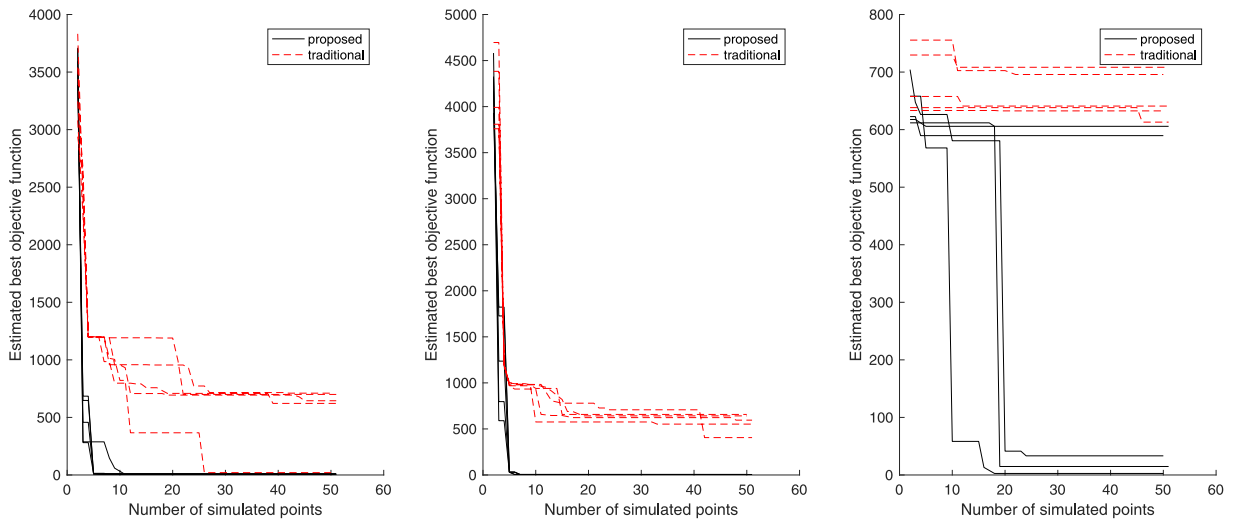 4000
3500
3000
2500
2000
1500
1000
500
0
0 10 20 30 40 50 60
Estimated best objective function
Number of simulated points
proposed
traditional
5000
4500
4000
3500
3000
2500
2000
1500
1000
500
0
0 10 20 30 40 50 60
Estimated best objective function
Number of simulated points
proposed
traditional
800
700
600
500
400
300
200
100
0
0 10 20 30 40 50 60
Estimated best objective function
Number of simulated points
proposed
traditional